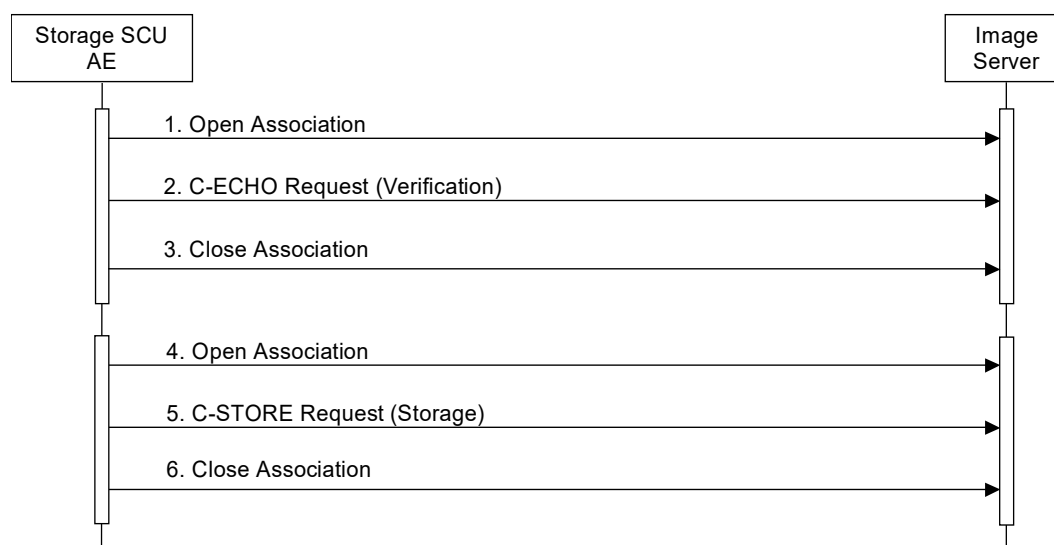 Storage SCU
AE
Image
Server
1. Open Association
2. C-ECHO Request (Verification)
3. Close Association
4. Open Association
5. C-STORE Request (Storage)
6. Close Association